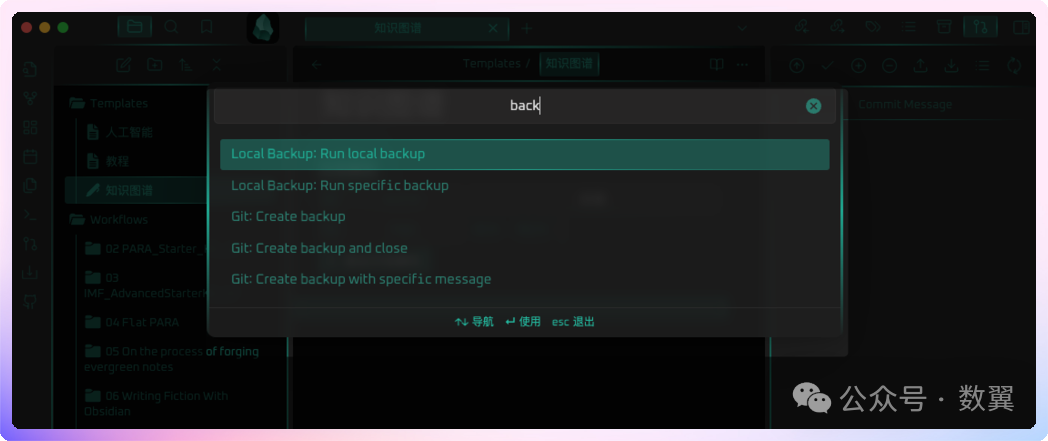 知识图谱
Templates / 知识图谱
Commit Message
back
Templates
人工智能
教程
知识图谱
Workflows
02 PARA_Starter_
03
IMF_AdvancedStarter
04 Flat PARA
05 On the process of forging
evergreen notes
06 Writing Fiction With
Obsidian
Local Backup: Run local backup
Local Backup: Run specific backup
Git: Create backup
Git: Create backup and close
Git: Create backup with specific message
↑↓ 导航 ↵ 使用 esc 退出
公众号 · 数翼